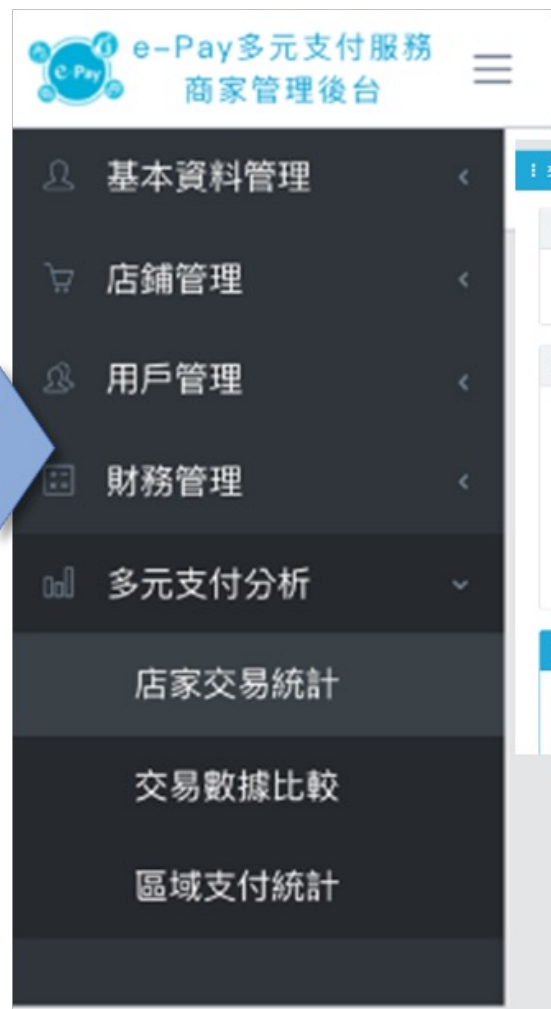 e-Pay
e-Pay多元支付服務
商家管理後台
基本資料管理
店鋪管理
用戶管理
財務管理
多元支付分析
店家交易統計
交易數據比較
區域支付統計